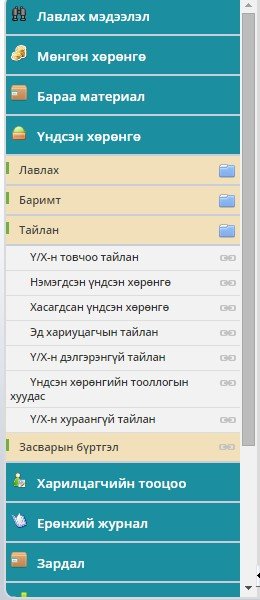 Лавлах мэдээлэл
Мөнгөн хөрөнгө
Бараа материал
Үндсэн хөрөнгө
Лавлах
Баримт
Тайлан
Ү/Х-н товчоо тайлан
Нэмэгдсэн үндсэн хөрөнгө
Хасагдсан үндсэн хөрөнгө
Эд хариуцагчын тайлан
Ү/Х-н дэлгэрэнгүй тайлан
Үндсэн хөрөнгийн тооллогын
хуудас
Ү/Х-н хураангүй тайлан
Засварын бүртгэл
Харилцагчийн тооцоо
Ерөнхий журнал
Зардал